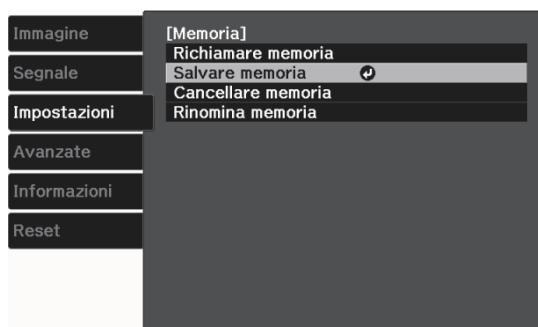 Immagine
Segnale
Impostazioni
Avanzate
Informazioni
Reset
[Memoria]
Richiamare memoria
Salvare memoria
Cancellare memoria
Rinomina memoria